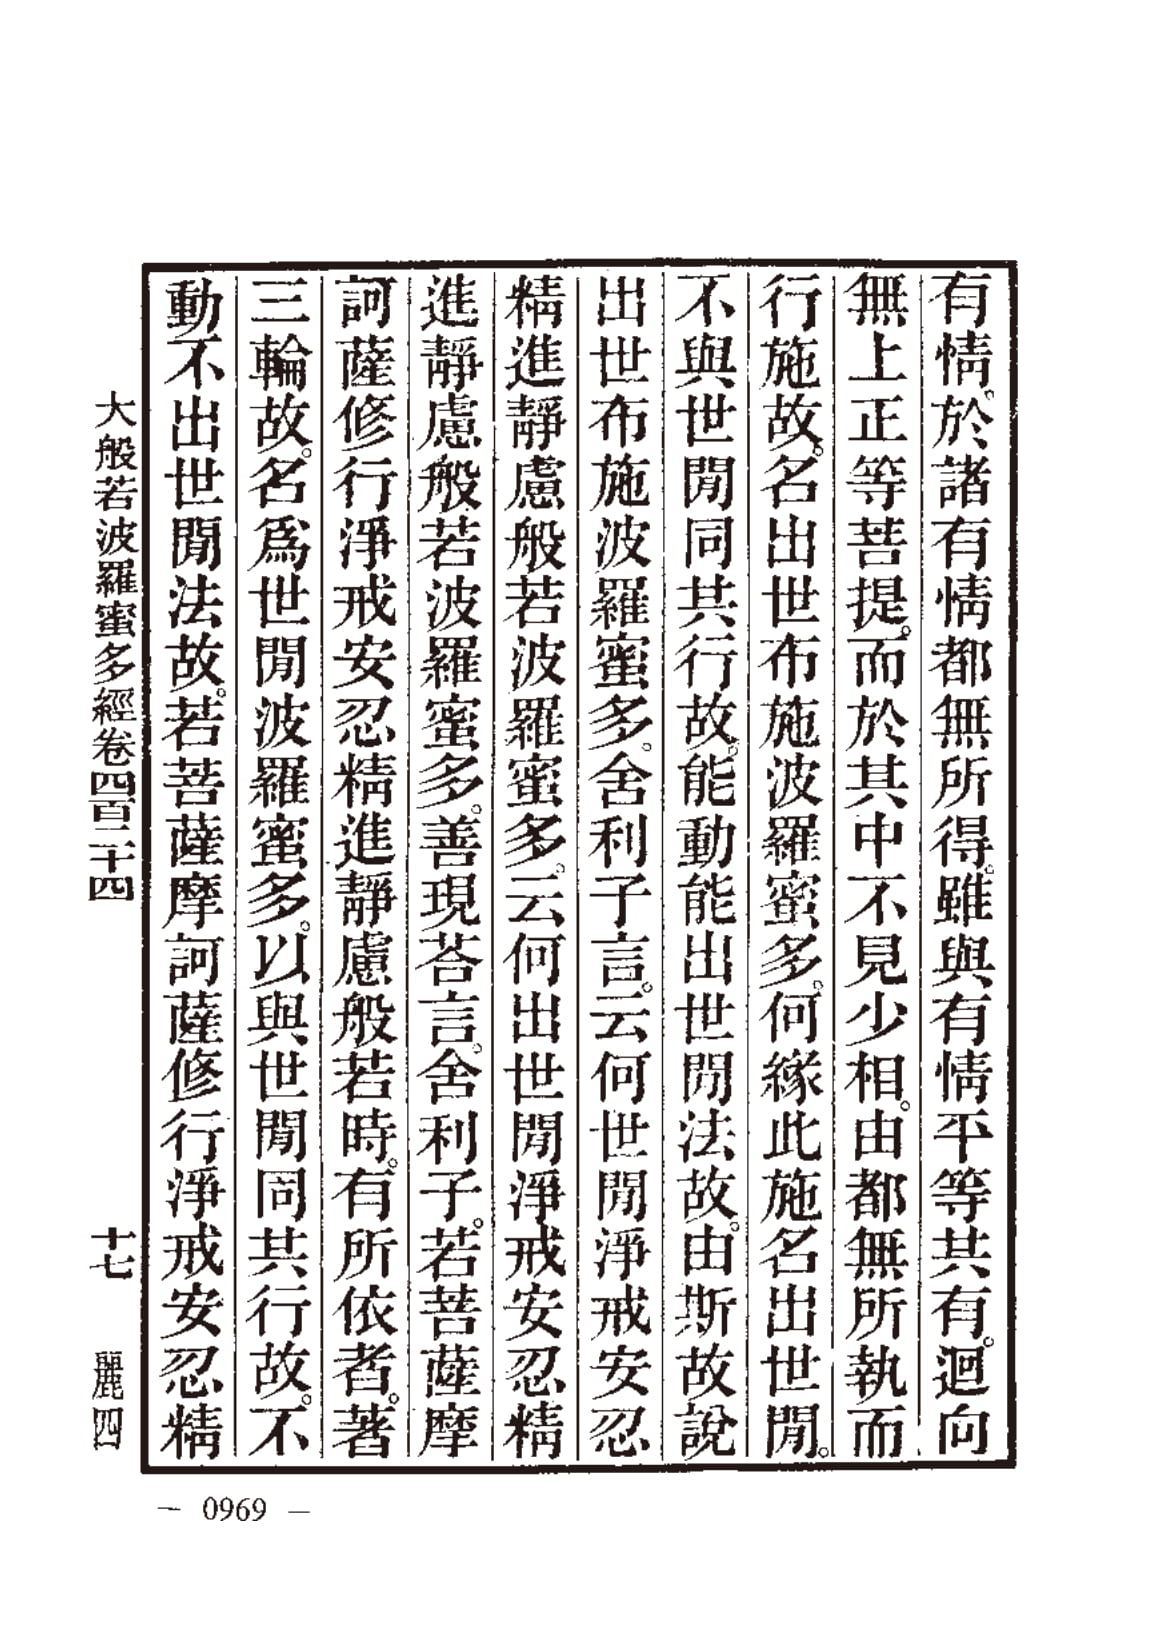 有情。於諸有情都無所得。雖與有情平等共有。迴向
無上正等菩提。而於其中不見少相。由都無所執而
行施故。名出世布施波羅蜜多。何緣此施名出世閒。
不與世閒同共行故。能動能出世閒法故。由斯故說
出世布施波羅蜜多。舍利子言。云何世閒淨戒安忍
精進靜慮般若波羅蜜多。云何出世閒淨戒安忍精
進靜慮般若波羅蜜多。善現荅言。舍利子。若菩薩摩
訶薩修行淨戒安忍精進靜慮般若時。有所依者。著
三輪故。名爲世閒波羅蜜多。以與世閒同共行故。不
動不出世閒法故。若菩薩摩訶薩修行淨戒安忍精
大般若波羅蜜多經卷四百二十四 十七 麗四
— 0969 —